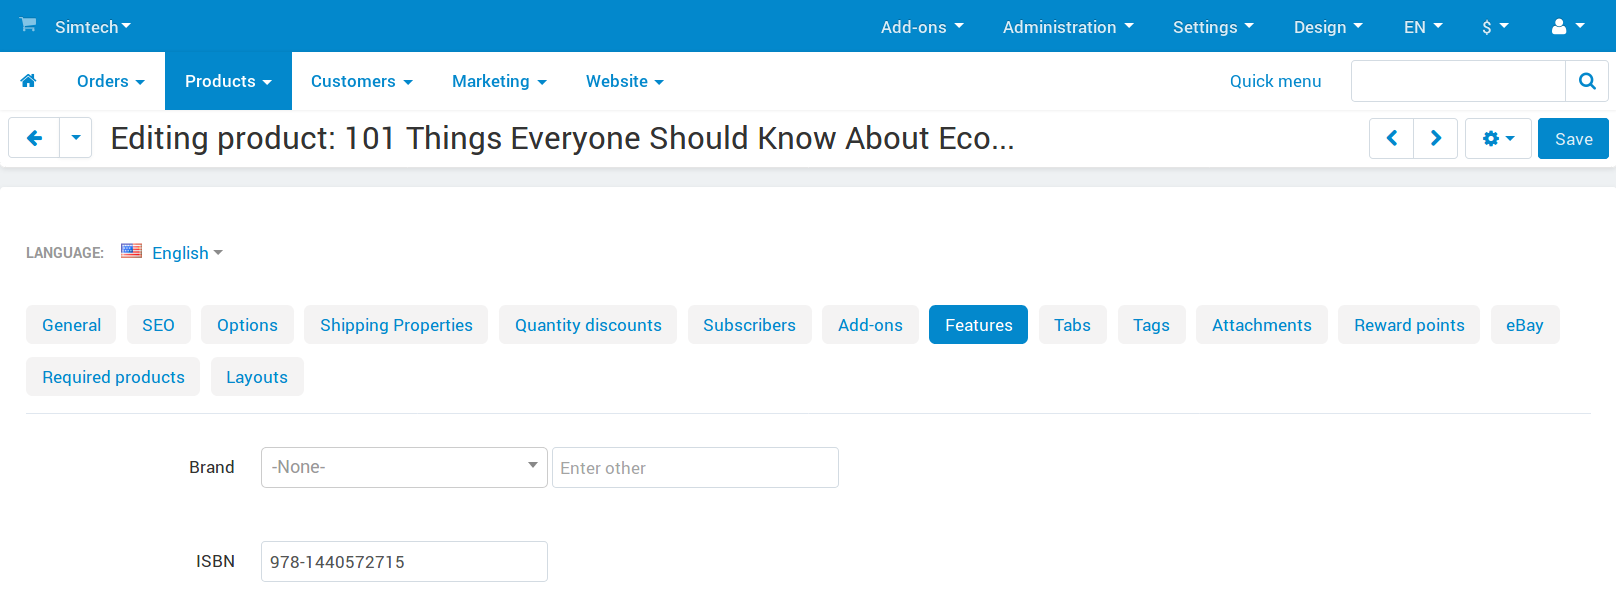 Simtech Add-ons Administration Settings Design EN $
Orders Products Customers Marketing Website Quick menu
Editing product: 101 Things Everyone Should Know About Eco... Save
LANGUAGE: English
General SEO Options Shipping Properties Quantity discounts Subscribers Add-ons Features Tabs Tags Attachments Reward points eBay
Required products Layouts
Brand -None- Enter other
ISBN 978-1440572715